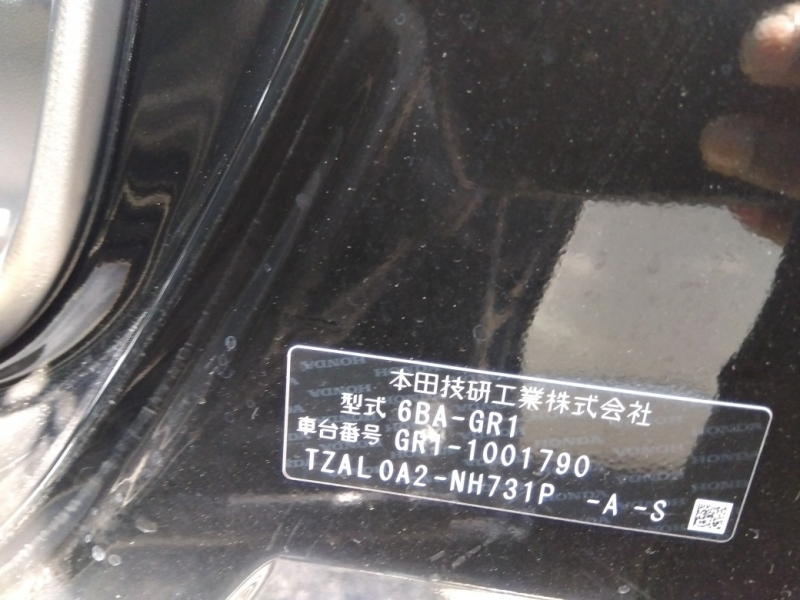 本田技研工業株式会社
型式 6BA-GR1
車台番号 GR1-1001790
TZAL0A2-NH731P -A -S